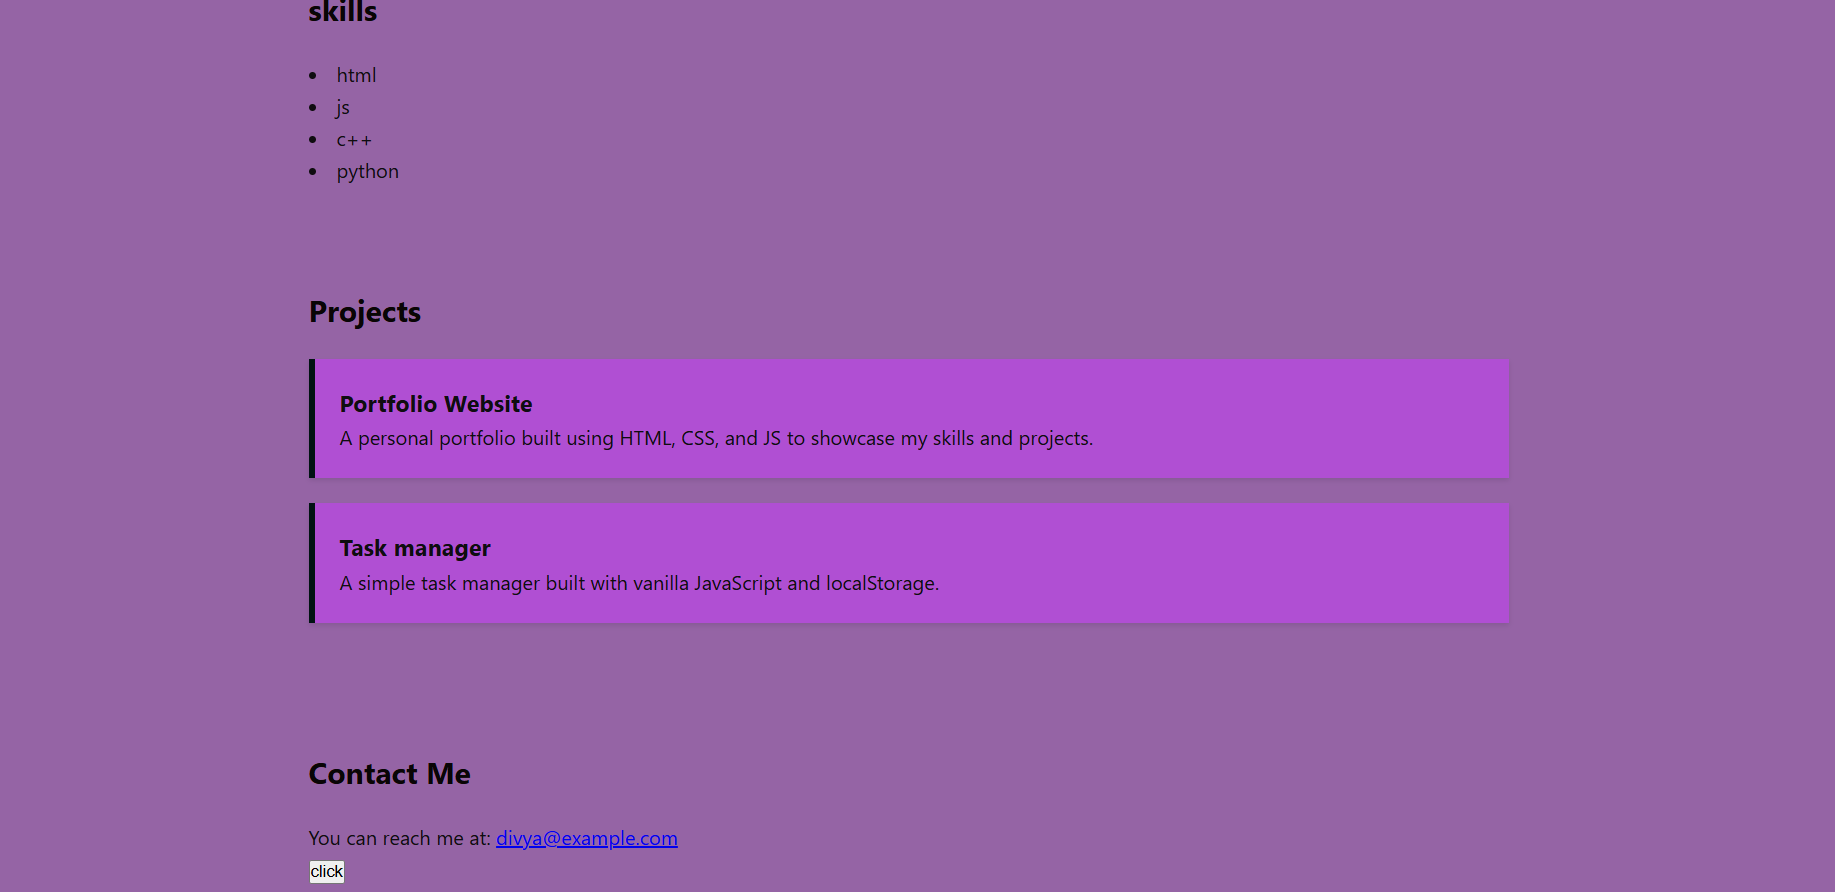 skills
html
js
c++
python
Projects
Portfolio Website
A personal portfolio built using HTML, CSS, and JS to showcase my skills and projects.
Task manager
A simple task manager built with vanilla JavaScript and localStorage.
Contact Me
You can reach me at: divya@example.com
click